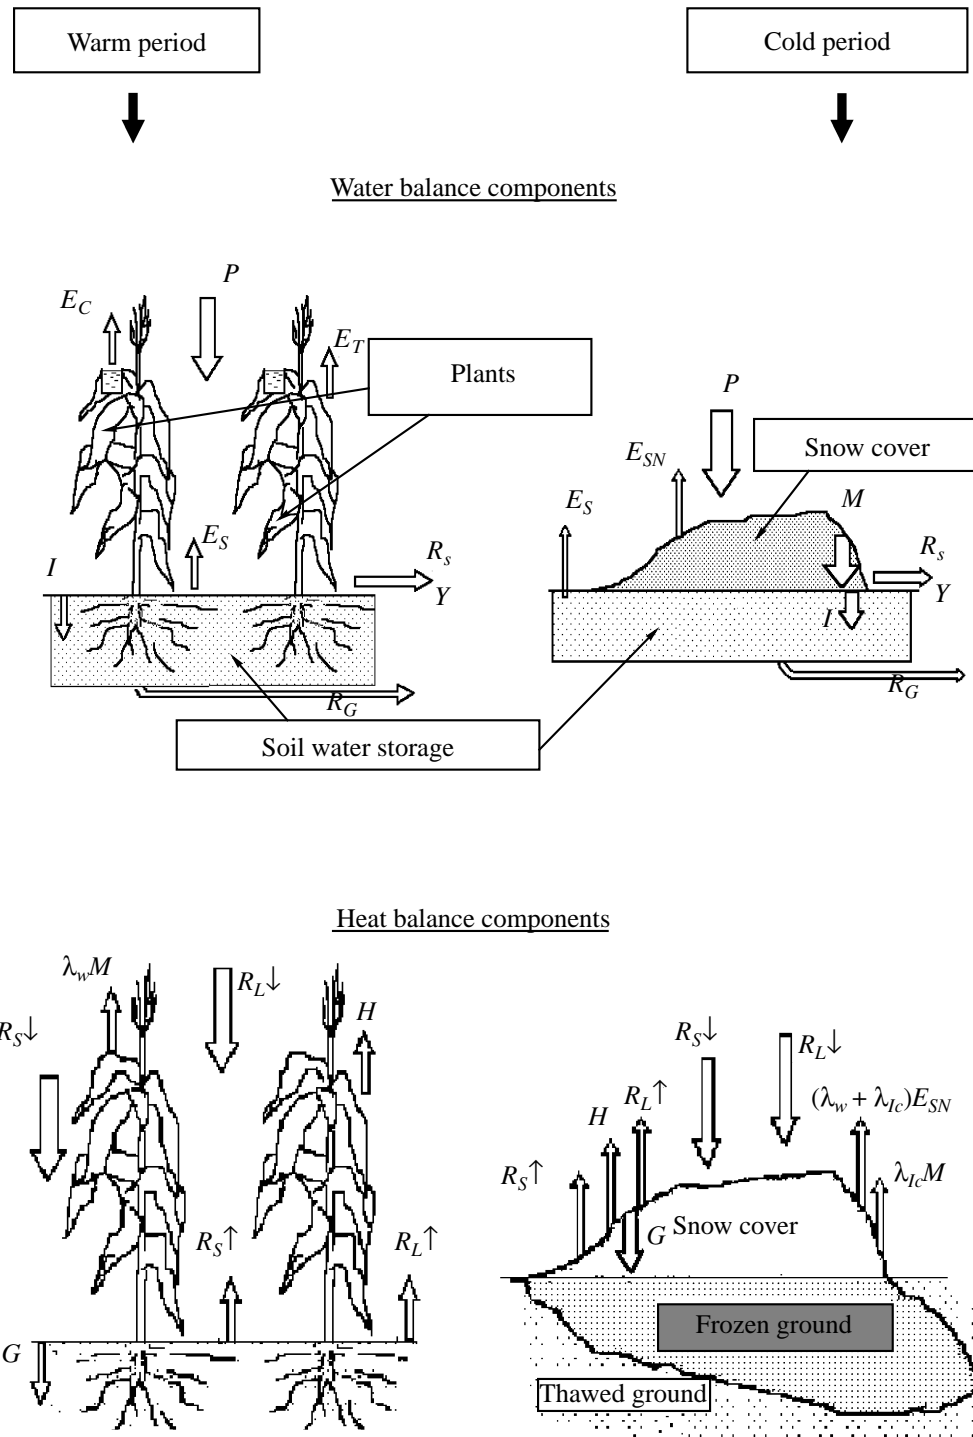 Warm period
Cold period
Water balance components
P
E_C
E_T
Plants
P
Snow cover
E_SN
M
E_S
E_S
R_s
R_s
I
Y
Y
I
R_G
R_G
Soil water storage
Heat balance components
λ_wM
R_L↓
H
R_S↓
R_S↓
R_L↓
R_L↑
(λ_w + λ_Ic)E_SN
H
R_S↑
λ_IcM
R_S↑
R_L↑
G
Snow cover
G
Frozen ground
Thawed ground